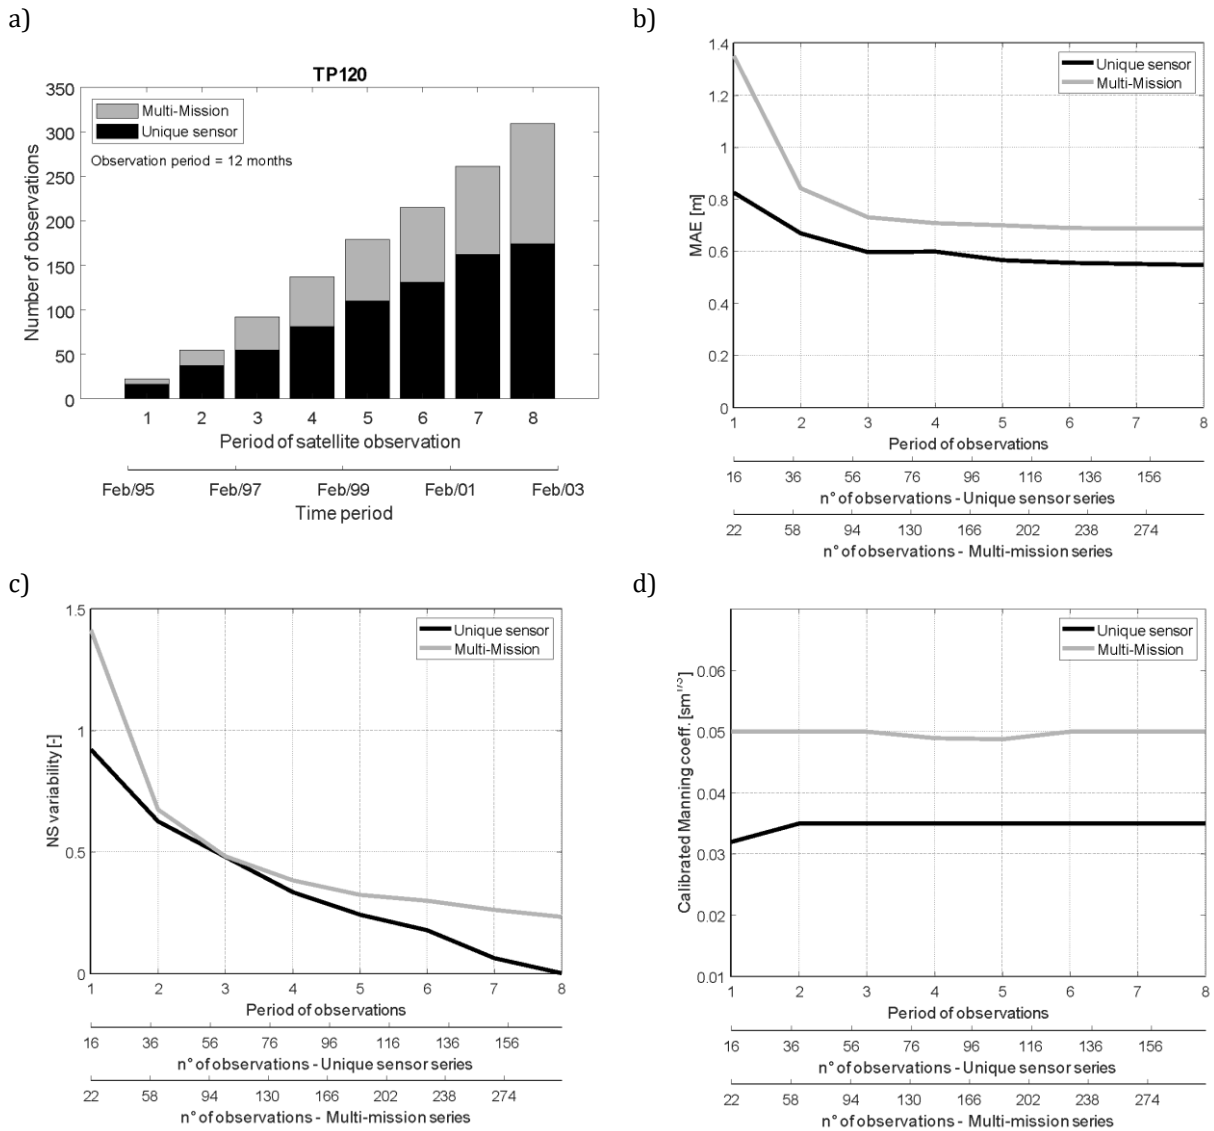 a)
TP120
Number of observations
350
300
250
200
150
100
50
0
Multi-Mission
Unique sensor
Observation period = 12 months
1 2 3 4 5 6 7 8
Period of satellite observation
Feb/95 Feb/97 Feb/99 Feb/01 Feb/03
Time period
b)
MAE [m]
1.4
1.2
1
0.8
0.6
0.4
0.2
0
Unique sensor
Multi-Mission
1 2 3 4 5 6 7 8
Period of observations
16 36 56 76 96 116 136 156
n° of observations - Unique sensor series
22 58 94 130 166 202 238 274
n° of observations - Multi-mission series
c)
NS variability [-]
1.5
1
0.5
0
Unique sensor
Multi-Mission
1 2 3 4 5 6 7 8
Period of observations
16 36 56 76 96 116 136 156
n° of observations - Unique sensor series
22 58 94 130 166 202 238 274
n° of observations - Multi-mission series
d)
Calibrated Manning coeff. [sm1/3]
0.06
0.05
0.04
0.03
0.02
0.01
Unique sensor
Multi-Mission
1 2 3 4 5 6 7 8
Period of observations
16 36 56 76 96 116 136 156
n° of observations - Unique sensor series
22 58 94 130 166 202 238 274
n° of observations - Multi-mission series